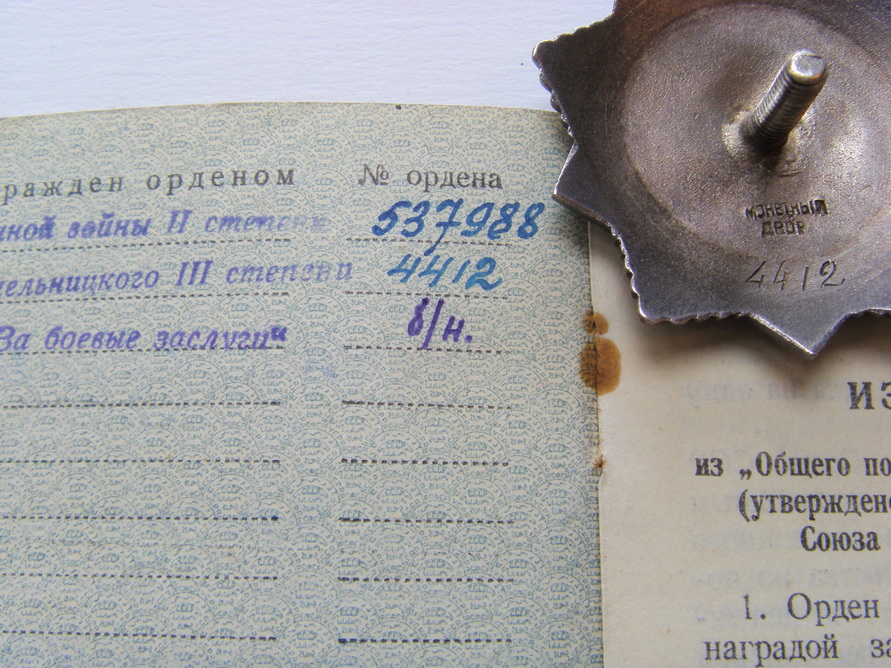 ражден орденом № ордена
ной войны II степени 537988
ельницкого III степени 4412
За боевые заслуги" б/н.
МОНЕТНЫЙ
ДВОР
4412
ИЗ
из „Общего по
(утвержден
Союза
1. Орден
наградой за